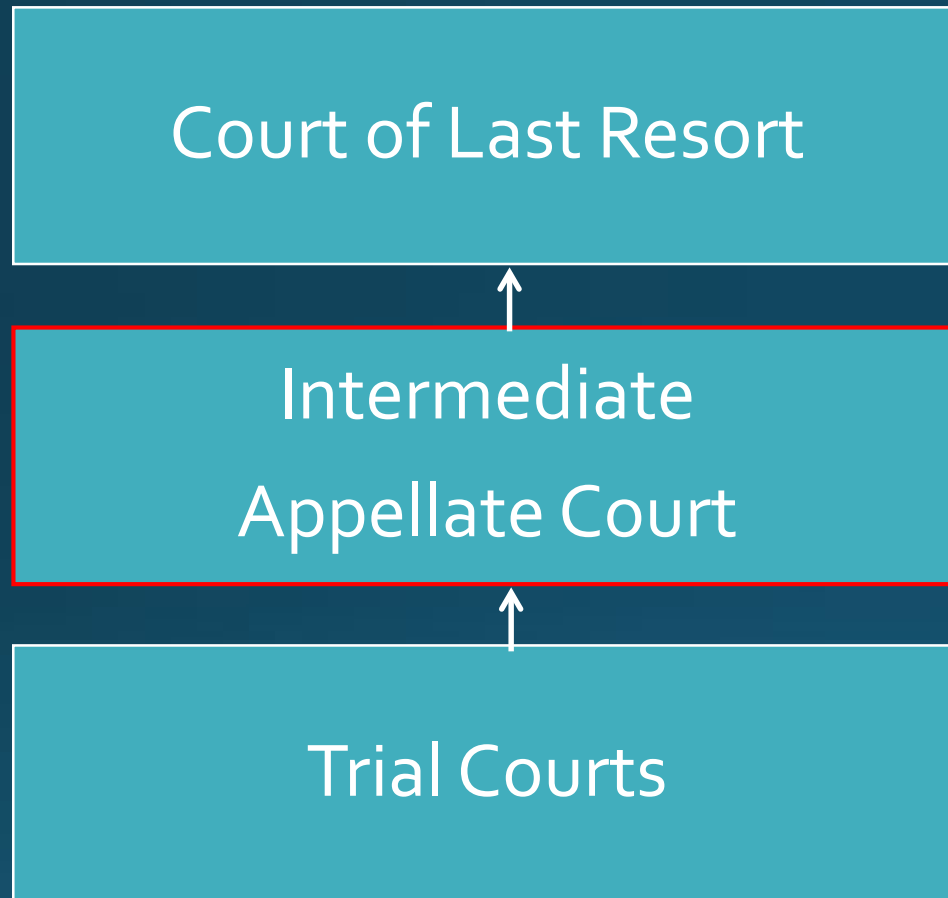 Court of Last Resort
Intermediate
Appellate Court
Trial Courts